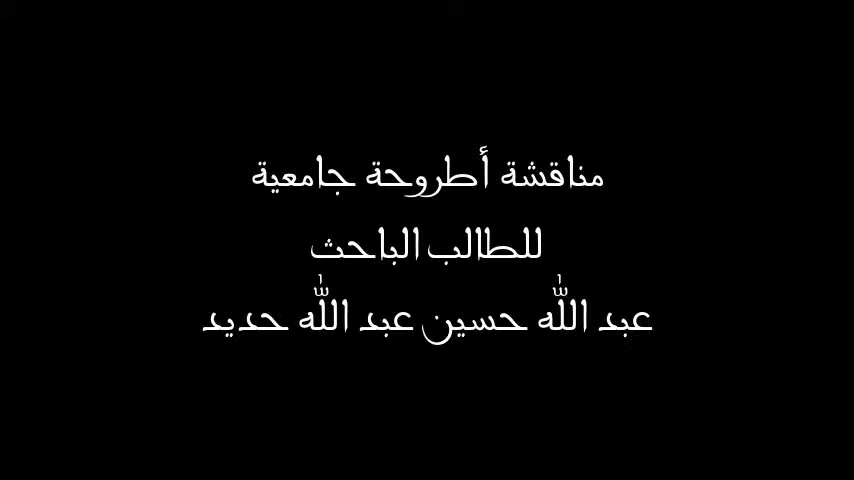 مناقشة أطروحة جامعية
للطالب الباحث
عبد الله حسين عبد الله حديد